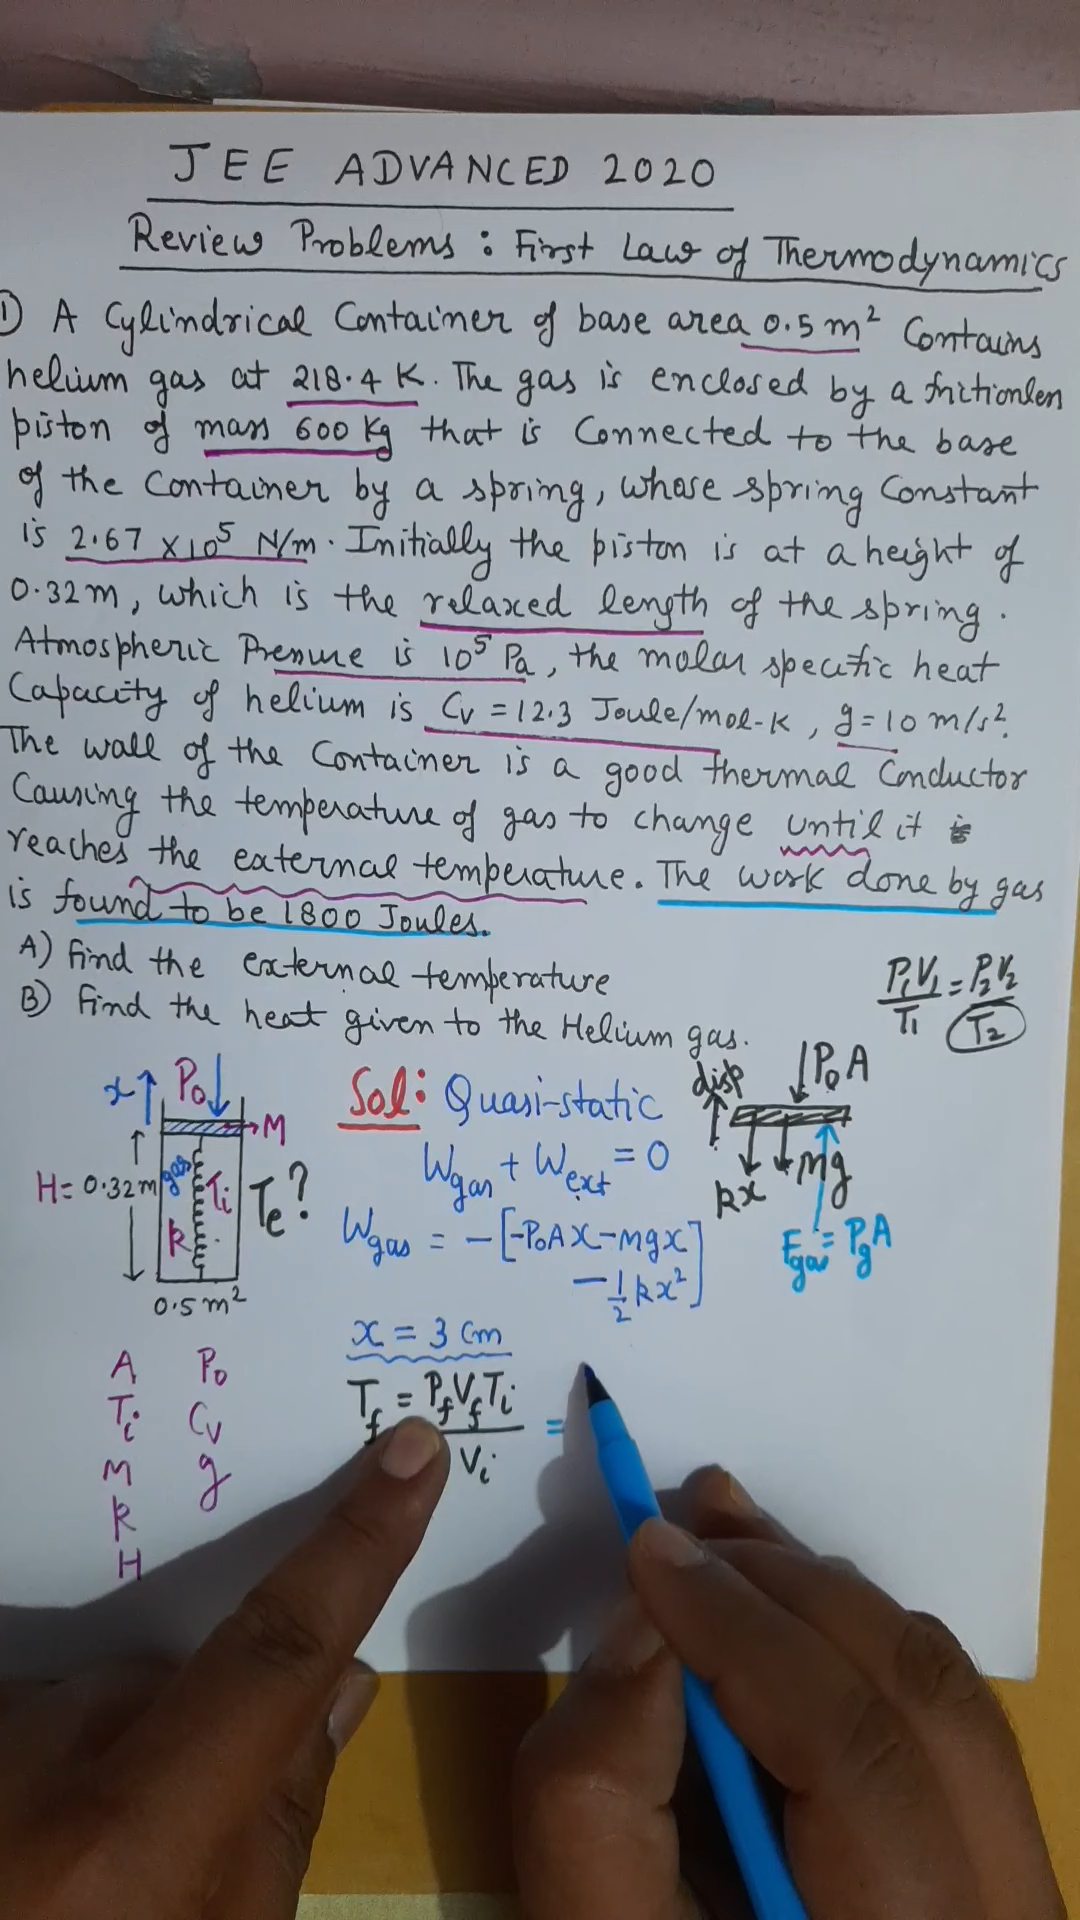 JEE ADVANCED 2020
Review Problems : First Law of Thermodynamics
1) A Cylindrical Container of base area 0.5 m² Contains
helium gas at 218.4 K. The gas is enclosed by a frictionless
piston of mass 600 Kg that is Connected to the base
of the Container by a spring, whose spring Constant
is 2.67 ×10⁵ N/m. Initially the piston is at a height of
0.32m, which is the relaxed length of the spring.
Atmospheric Pressure is 10⁵ Pa, the molar specific heat
Capacity of helium is Cv = 12.3 Joule/mol-K, g = 10 m/s².
The wall of the Container is a good thermal Conductor
Causing the temperature of gas to change until it
reaches the external temperature. The work done by gas
is found to be 1800 Joules.
A) Find the external temperature
B) Find the heat given to the Helium gas.
P₁V₁/T₁ = P₂V₂/T₂
x P₀
M
H = 0.32m
gas
Ti
k
Te?
0.5 m²
Sol: Quasi-static
Wgas + Wext = 0
Wgas = -[-P₀Ax - mgx
- 1/2 kx²]
x = 3 cm
Tf = PfVfTi
Vi
=
disp
P₀A
kx
mg
Fgas = PgA
A P₀
Ti Cv
M g
k
H